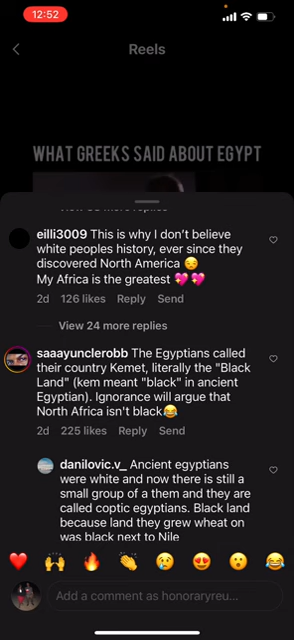 12:52
Reels
WHAT GREEKS SAID ABOUT EGYPT
eilli3009 This is why I don't believe
white peoples history, ever since they
discovered North America 😔
My Africa is the greatest 💖💖
2d 126 likes Reply Send
View 24 more replies
saaayunclerobb The Egyptians called
their country Kemet, literally the "Black
Land" (kem meant "black" in ancient
Egyptian). Ignorance will argue that
North Africa isn't black😂
2d 225 likes Reply Send
danilovic.v_ Ancient egyptians
were white and now there is still a
small group of a them and they are
called coptic egyptians. Black land
because land they grew wheat on
was black next to Nile
❤️ 🙌 🔥 👏 😢 😍 😮 😂
Add a comment as honoraryreu...